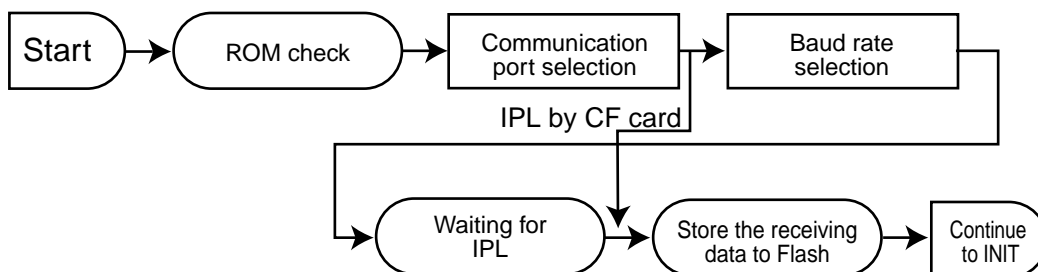 Start
ROM check
Communication
port selection
Baud rate
selection
IPL by CF card
Waiting for
IPL
Store the receiving
data to Flash
Continue
to INIT